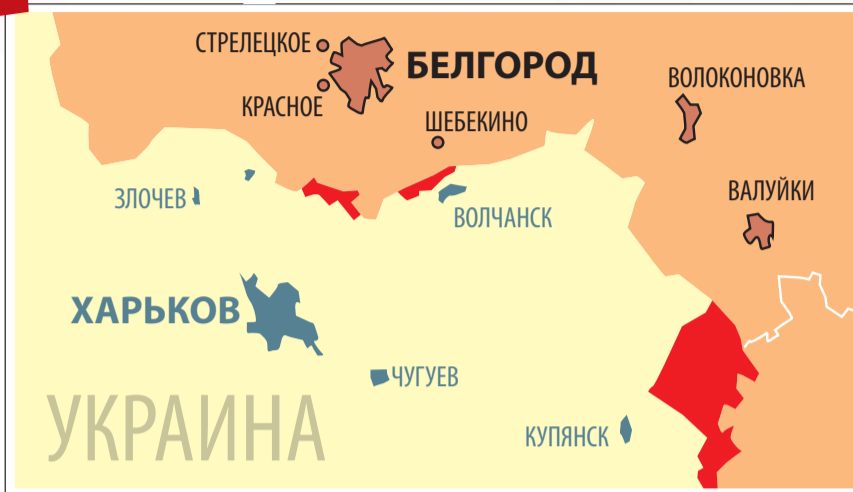 СТРЕЛЕЦКОЕ
БЕЛГОРОД
КРАСНОЕ
ВОЛОКОНОВКА
ШЕБЕКИНО
ЗЛОЧЕВ
ВАЛУЙКИ
ВОЛЧАНСК
ХАРЬКОВ
ЧУГУЕВ
УКРАИНА
КУПЯНСК